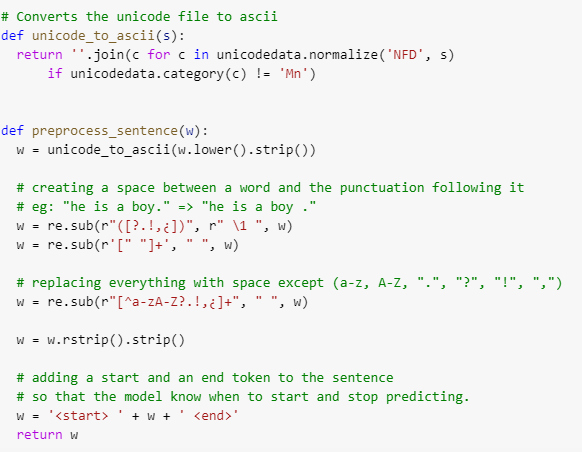 # Converts the unicode file to ascii
def unicode_to_ascii(s):
  return ''.join(c for c in unicodedata.normalize('NFD', s)
      if unicodedata.category(c) != 'Mn')
def preprocess_sentence(w):
  w = unicode_to_ascii(w.lower().strip())
  # creating a space between a word and the punctuation following it
  # eg: "he is a boy." => "he is a boy ."
  w = re.sub(r"([?.!,¿])", r" \1 ", w)
  w = re.sub(r'[" "]+', " ", w)
  # replacing everything with space except (a-z, A-Z, ".", "?", "!", ",")
  w = re.sub(r"[^a-zA-Z?.!,¿]+", " ", w)
  w = w.rstrip().strip()
  # adding a start and an end token to the sentence
  # so that the model know when to start and stop predicting.
  w = '<start> ' + w + ' <end>'
  return w